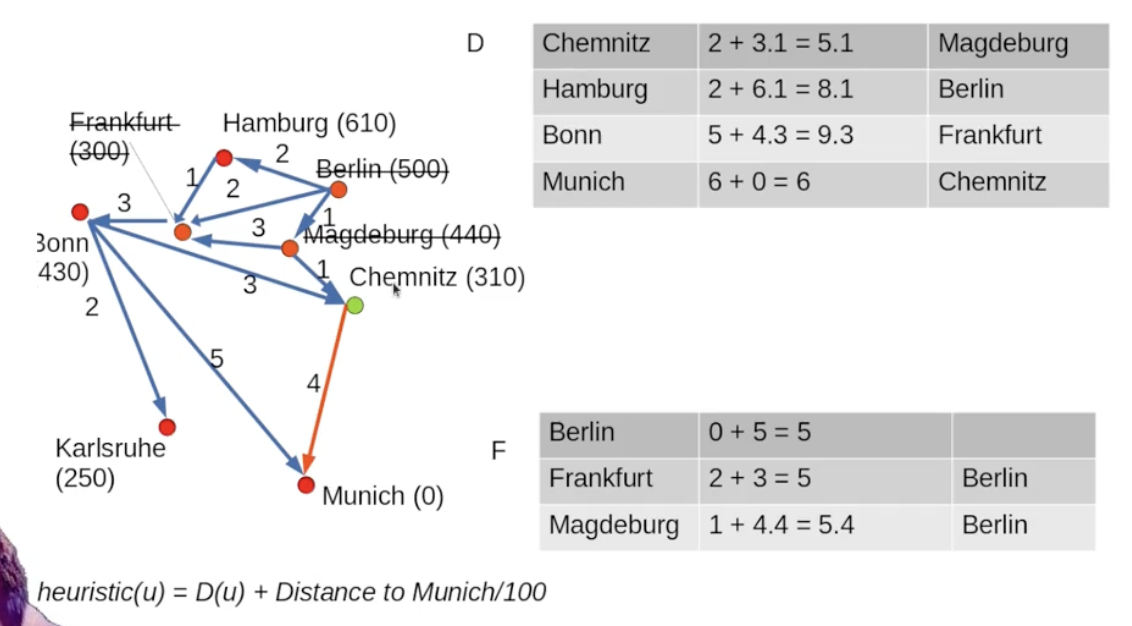 D
Chemnitz 2 + 3.1 = 5.1 Magdeburg
Hamburg 2 + 6.1 = 8.1 Berlin
Bonn 5 + 4.3 = 9.3 Frankfurt
Munich 6 + 0 = 6 Chemnitz
Frankfurt
(300)
Hamburg (610)
2
Berlin (500)
1
2
3
3
1
Magdeburg (440)
Bonn
430)
1
Chemnitz (310)
3
2
5
4
Karlsruhe
(250)
Munich (0)
F
Berlin 0 + 5 = 5
Frankfurt 2 + 3 = 5 Berlin
Magdeburg 1 + 4.4 = 5.4 Berlin
heuristic(u) = D(u) + Distance to Munich/100